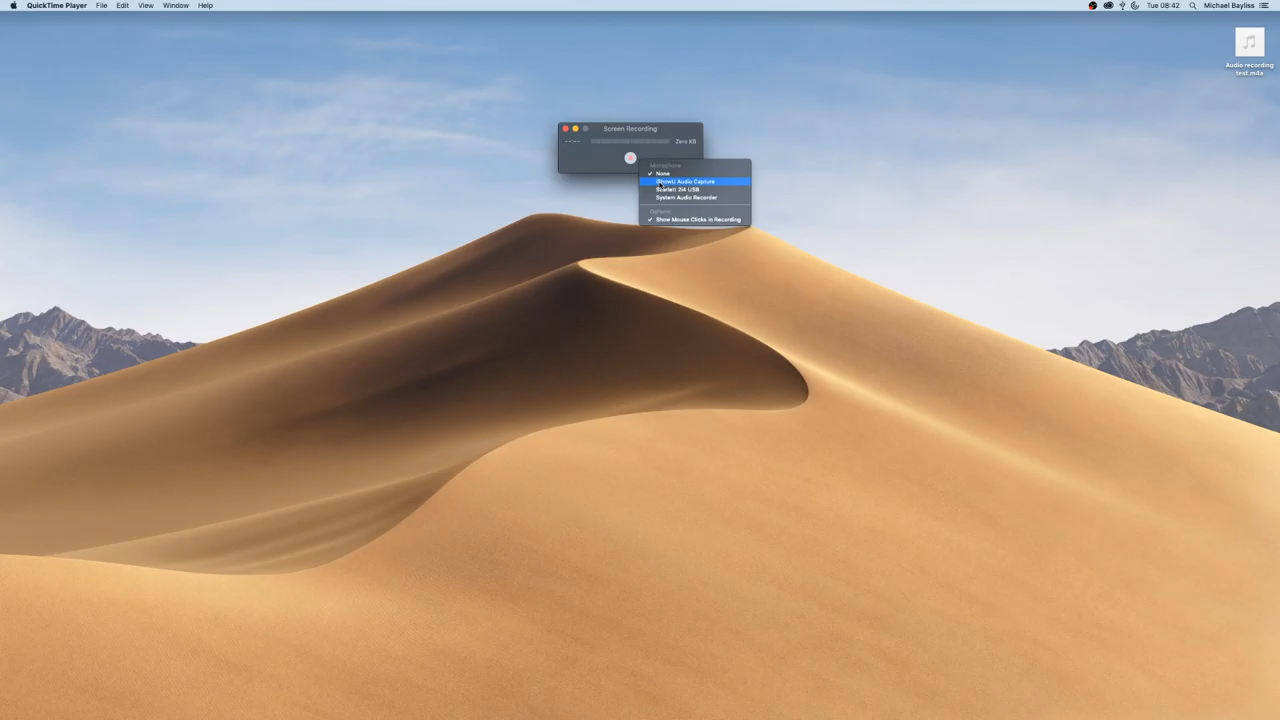 QuickTime Player File Edit View Window Help Tue 08:42 Michael Bayliss
Audio recording
test.m4a
Screen Recording
--:-- Zero KB
Microphone
✓ None
iShowU Audio Capture
Scarlett 2i4 USB
System Audio Recorder
Options
✓ Show Mouse Clicks in Recording